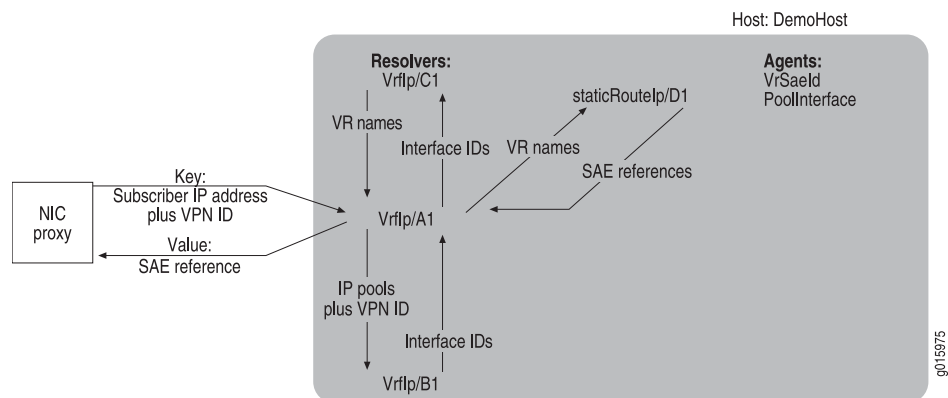 Host: DemoHost
Resolvers:
VrfIp/C1
Agents:
VrSaeId
PoolInterface
staticRouteIp/D1
VR names
Interface IDs
VR names
SAE references
Key:
Subscriber IP address
plus VPN ID
NIC
proxy
VrfIp/A1
Value:
SAE reference
IP pools
plus VPN ID
Interface IDs
VrfIp/B1
g015975